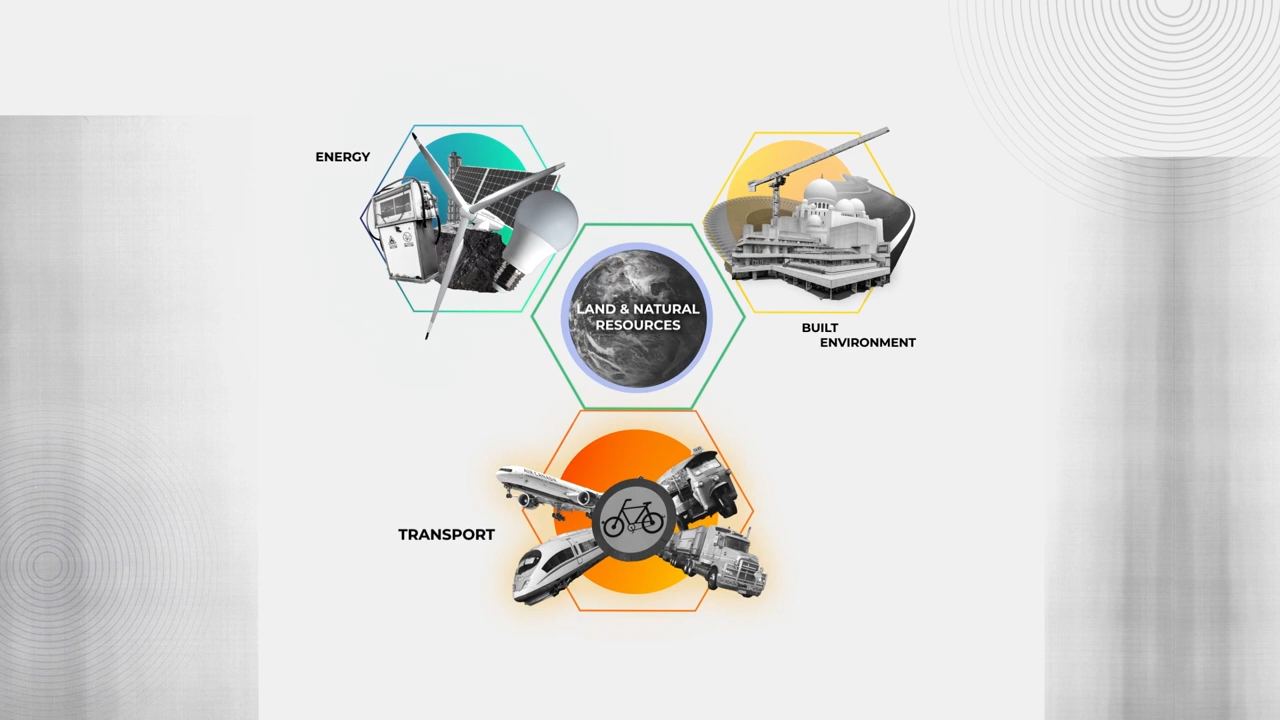 ENERGY
LAND & NATURAL
RESOURCES
BUILT
ENVIRONMENT
TRANSPORT